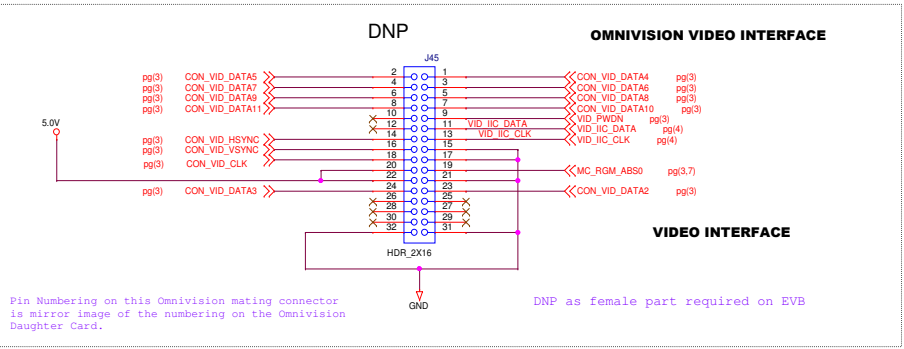 DNP
OMNIVISION VIDEO INTERFACE
J45
pg(3) CON_VID_DATA5 2 1 CON_VID_DATA4 pg(3)
pg(3) CON_VID_DATA7 4 3 CON_VID_DATA6 pg(3)
pg(3) CON_VID_DATA9 6 5 CON_VID_DATA8 pg(3)
pg(3) CON_VID_DATA11 8 7 CON_VID_DATA10 pg(3)
10 9 VID_PWDN pg(3)
5.0V 12 11 VID_IIC_DATA VID_IIC_DATA pg(4)
pg(3) CON_VID_HSYNC 14 13 VID_IIC_CLK VID_IIC_CLK pg(4)
pg(3) CON_VID_VSYNC 16 15
pg(3) CON_VID_CLK 18 17
20 19 MC_RGM_ABS0 pg(3,7)
22 21
pg(3) CON_VID_DATA3 24 23 CON_VID_DATA2 pg(3)
26 25
28 27
30 29
32 31
VIDEO INTERFACE
HDR_2X16
GND
Pin Numbering on this Omnivision mating connector
is mirror image of the numbering on the Omnivision
Daughter Card.
DNP as female part required on EVB